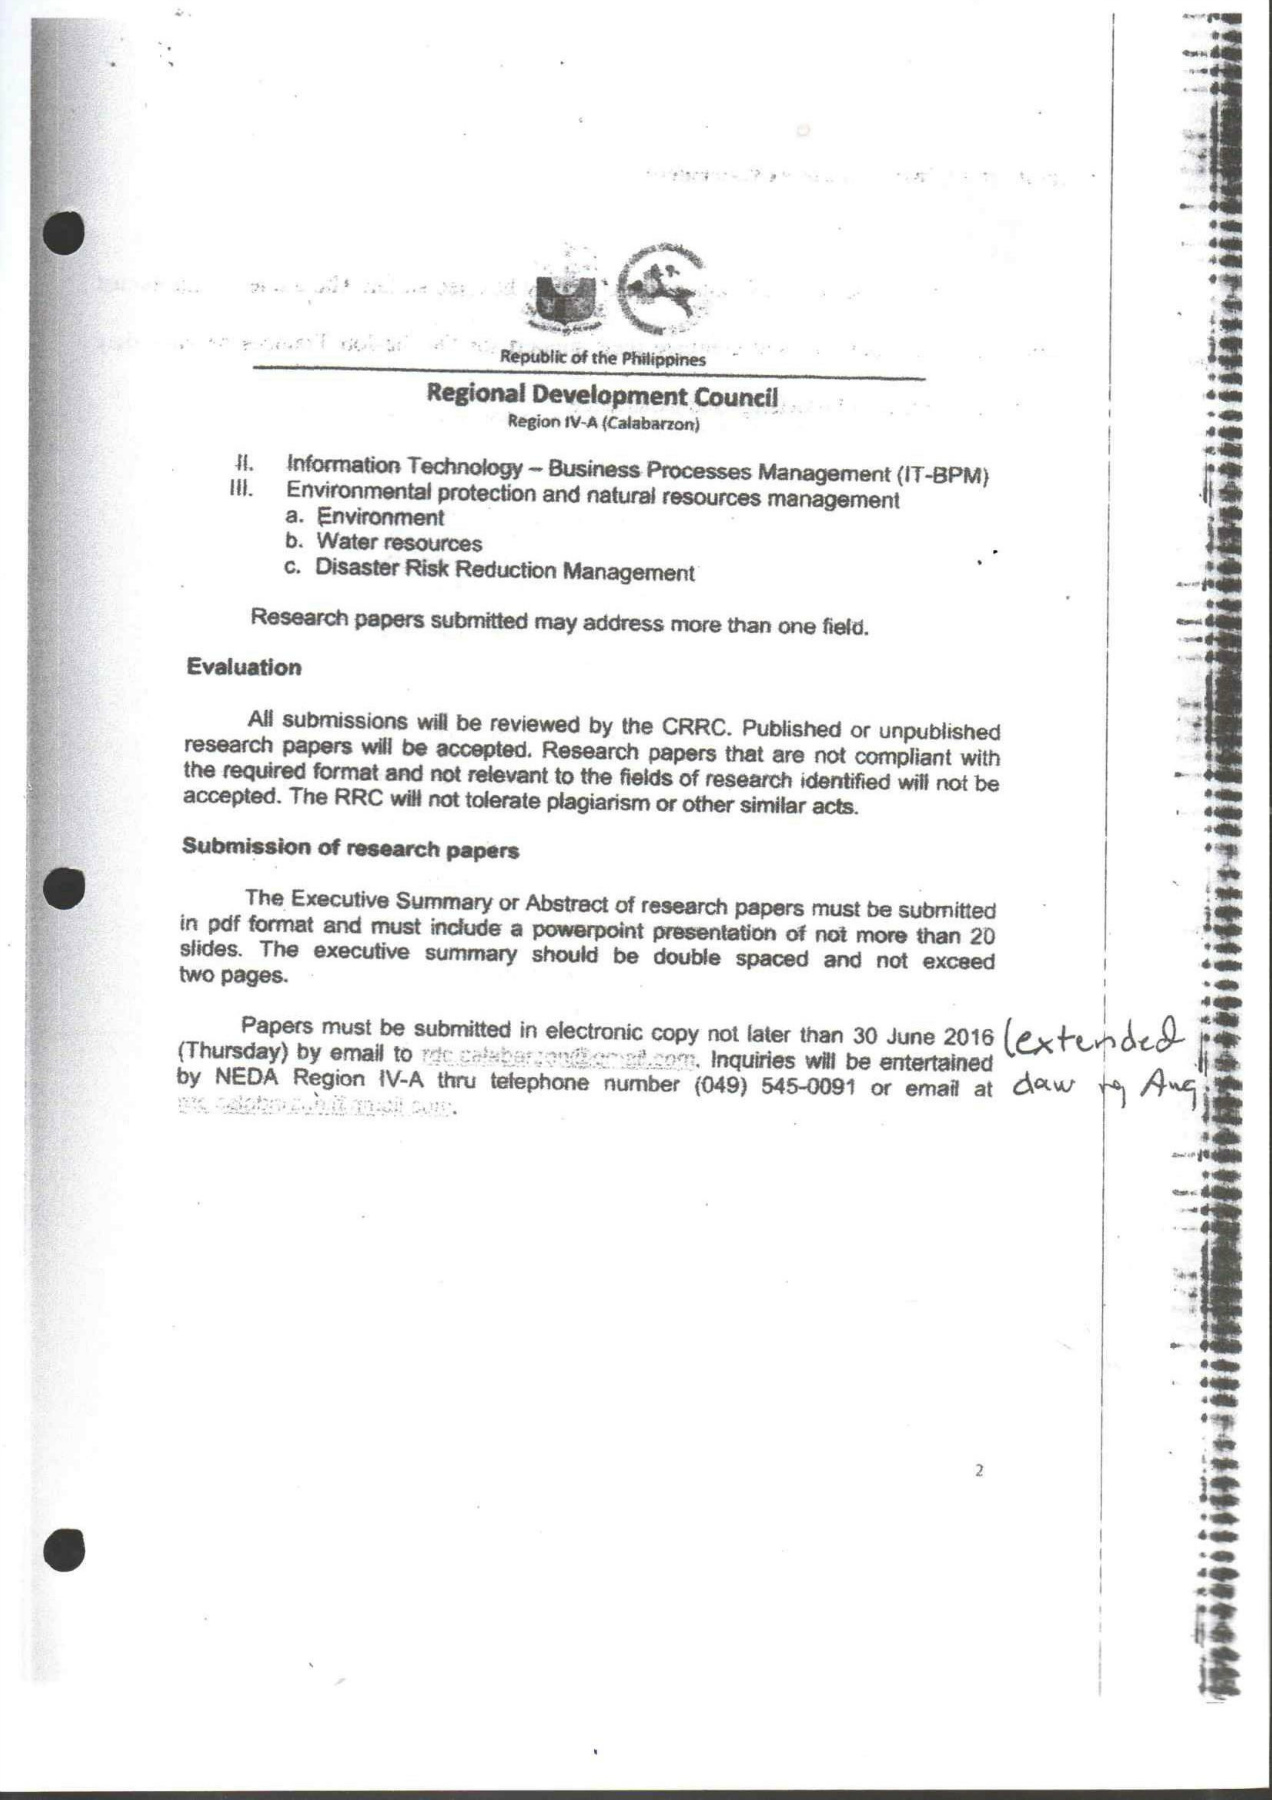 Republic of the Philippines
Regional Development Council
Region IV-A (Calabarzon)
II. Information Technology – Business Processes Management (IT-BPM)
III. Environmental protection and natural resources management
a. Environment
b. Water resources
c. Disaster Risk Reduction Management
Research papers submitted may address more than one field.
Evaluation
All submissions will be reviewed by the CRRC. Published or unpublished
research papers will be accepted. Research papers that are not compliant with
the required format and not relevant to the fields of research identified will not be
accepted. The RRC will not tolerate plagiarism or other similar acts.
Submission of research papers
The Executive Summary or Abstract of research papers must be submitted
in pdf format and must include a powerpoint presentation of not more than 20
slides. The executive summary should be double spaced and not exceed
two pages.
Papers must be submitted in electronic copy not later than 30 June 2016 (extended
(Thursday) by email to rdc.calabarzon@gmail.com. Inquiries will be entertained
by NEDA Region IV-A thru telephone number (049) 545-0091 or email at daw Aug
2